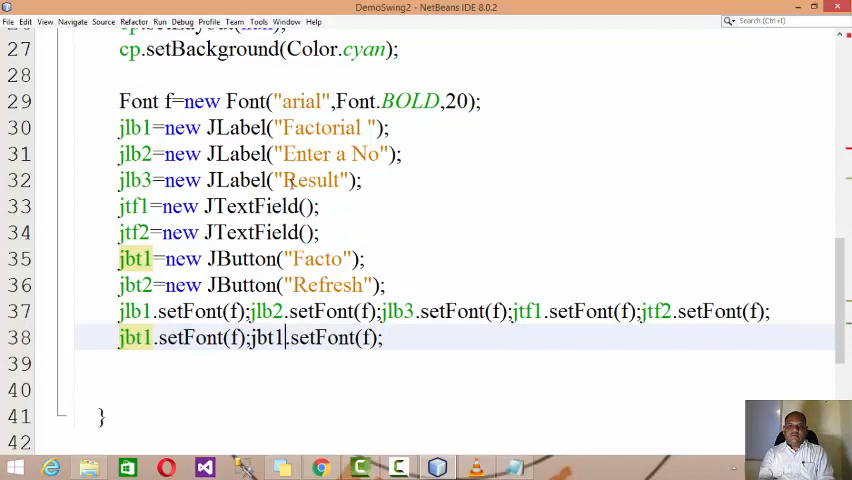 DemoSwing2 - NetBeans IDE 8.0.2
File Edit View Navigate Source Refactor Run Debug Profile Team Tools Window Help
Search (Ctrl+I)
26 cp.setLayout(null);
27 cp.setBackground(Color.cyan);
28
29 Font f=new Font("arial",Font.BOLD,20);
30 jlb1=new JLabel("Factorial ");
31 jlb2=new JLabel("Enter a No");
32 jlb3=new JLabel("Result");
33 jtf1=new JTextField();
34 jtf2=new JTextField();
35 jbt1=new JButton("Facto");
36 jbt2=new JButton("Refresh");
37 jlb1.setFont(f);jlb2.setFont(f);jlb3.setFont(f);jtf1.setFont(f);jtf2.setFont(f);
38 jbt1.setFont(f);jbt1.setFont(f);
39
40
41 }
42